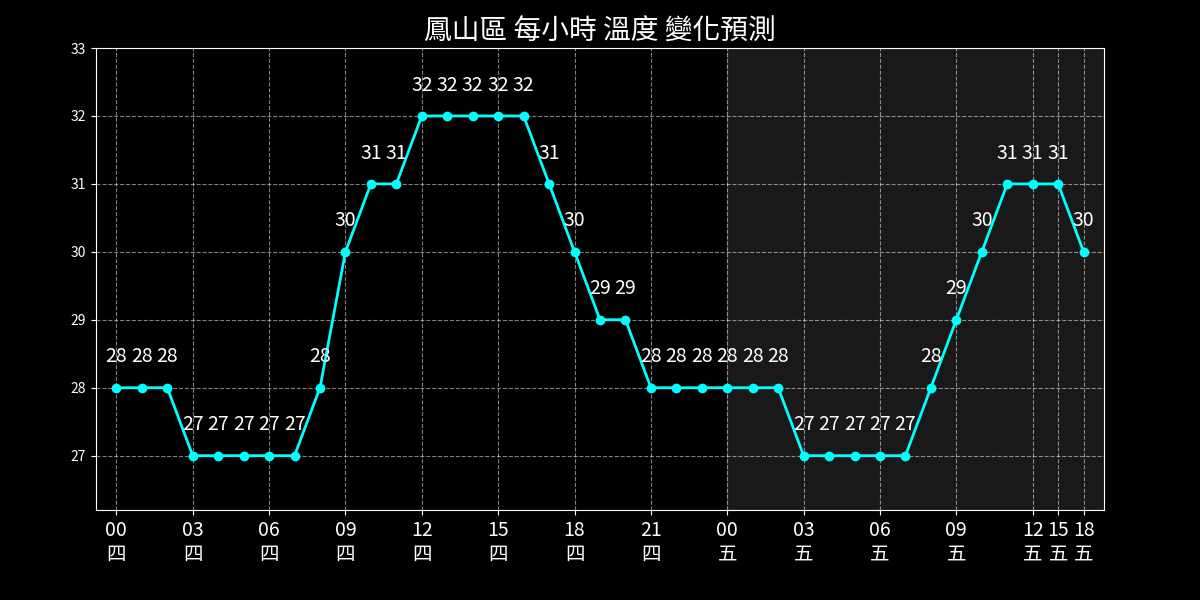 鳳山區 每小時 溫度 變化預測
33
32
31
30
29
28
27
32 32 32 32 32
31 31 31 31 31 31
30 30 30 30
29 29 29
28 28 28 28 28 28 28 28 28 28 28
27 27 27 27 27 27 27 27 27 27
00 03 06 09 12 15 18 21 00 03 06 09 12 15 18
四 四 四 四 四 四 四 四 五 五 五 五 五 五 五